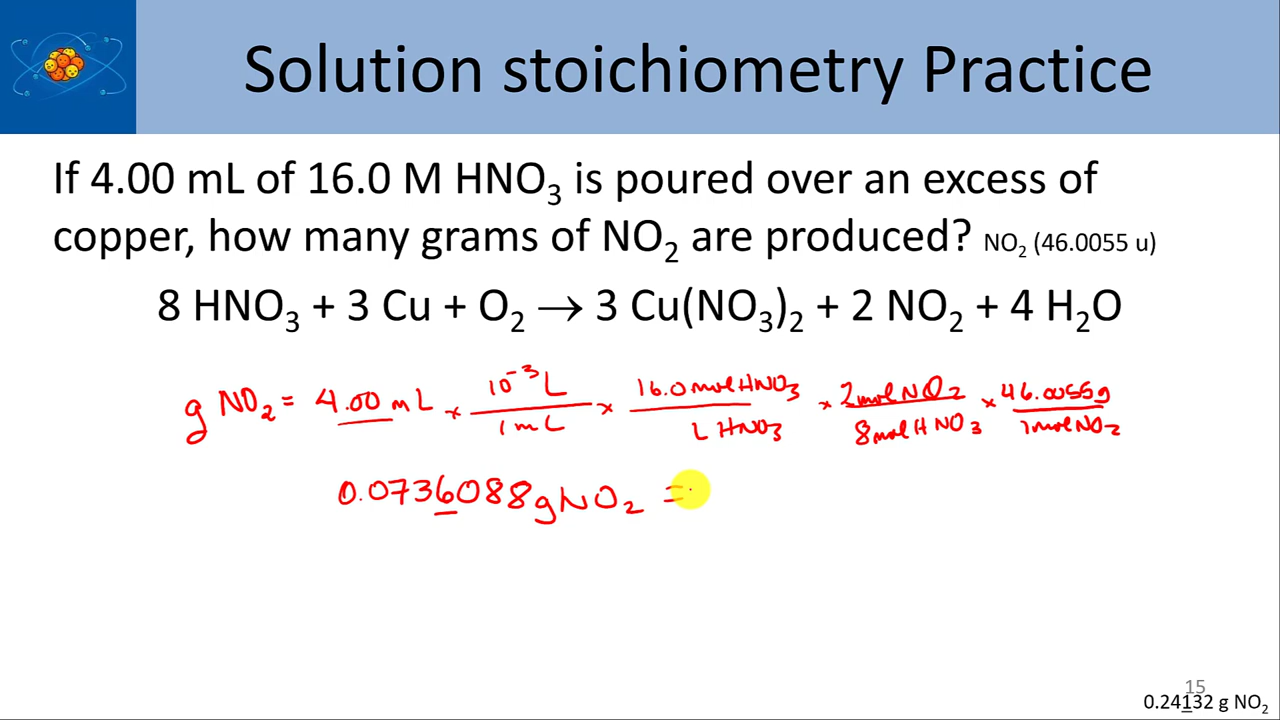 Solution stoichiometry Practice
If 4.00 mL of 16.0 M HNO₃ is poured over an excess of
copper, how many grams of NO₂ are produced? NO₂ (46.0055 u)
8 HNO₃ + 3 Cu + O₂ → 3 Cu(NO₃)₂ + 2 NO₂ + 4 H₂O
g NO₂ = 4.00 mL × 10⁻³ L / 1 mL × 16.0 mol HNO₃ / L HNO₃ × 2 mol NO₂ / 8 mol HNO₃ × 46.0055 g / 1 mol NO₂
0.0736088 g NO₂ =
15
0.24132 g NO₂